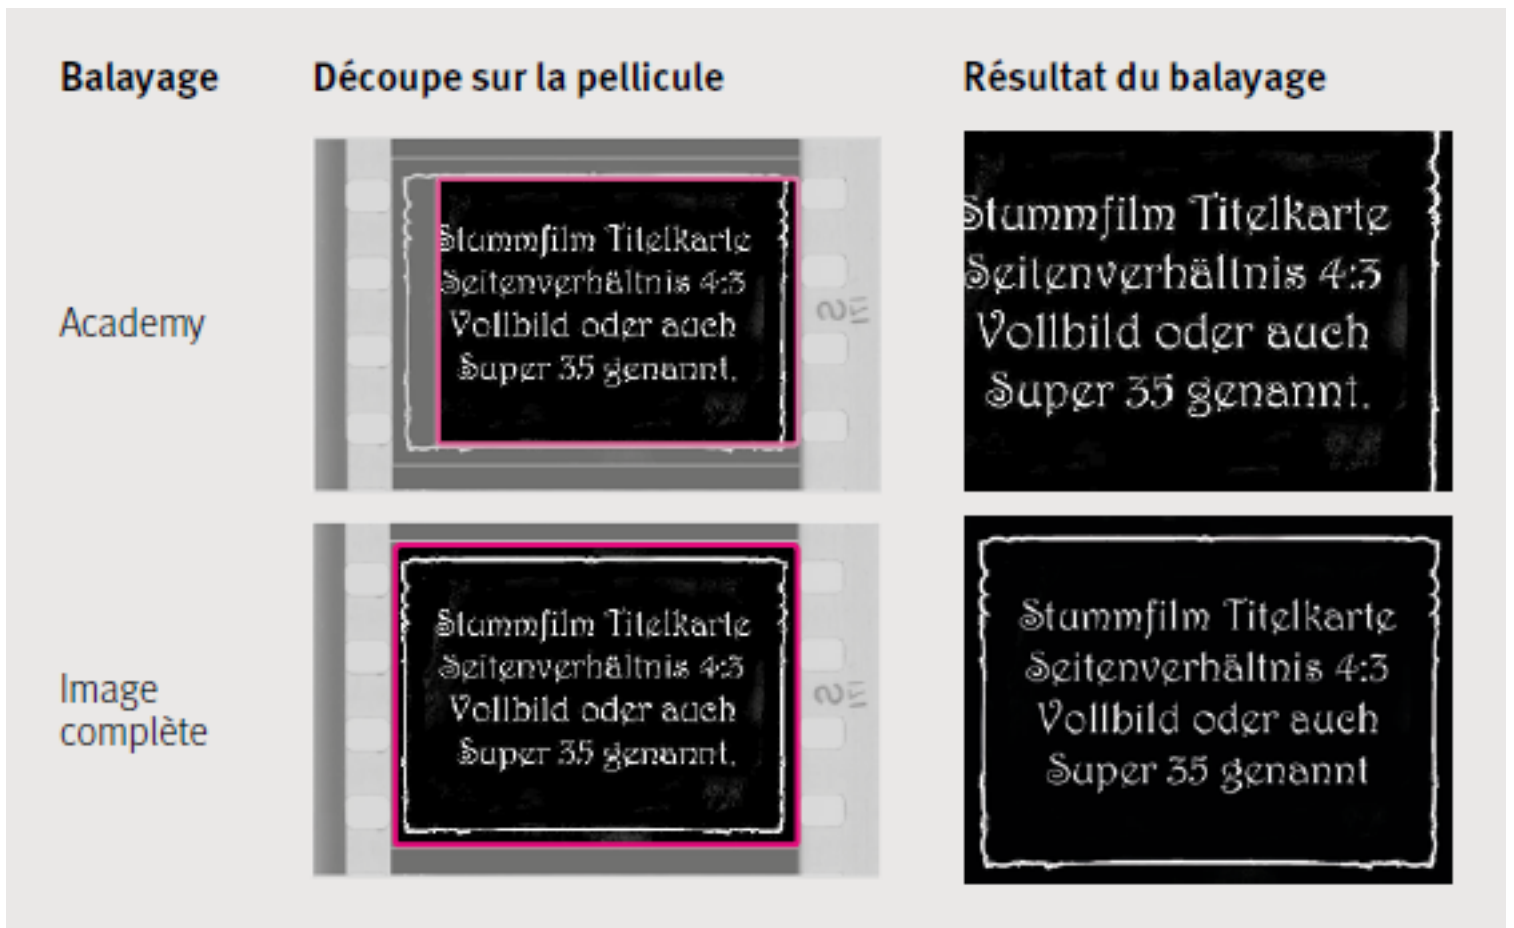 Balayage
Découpe sur la pellicule
Résultat du balayage
Academy
Stummfilm Titelkarte
Seitenverhältnis 4:3
Vollbild oder auch
Super 35 genannt.
Stummfilm Titelkarte
Seitenverhältnis 4:3
Vollbild oder auch
Super 35 genannt.
Image
complète
Stummfilm Titelkarte
Seitenverhältnis 4:3
Vollbild oder auch
Super 35 genannt.
Stummfilm Titelkarte
Seitenverhältnis 4:3
Vollbild oder auch
Super 35 genannt